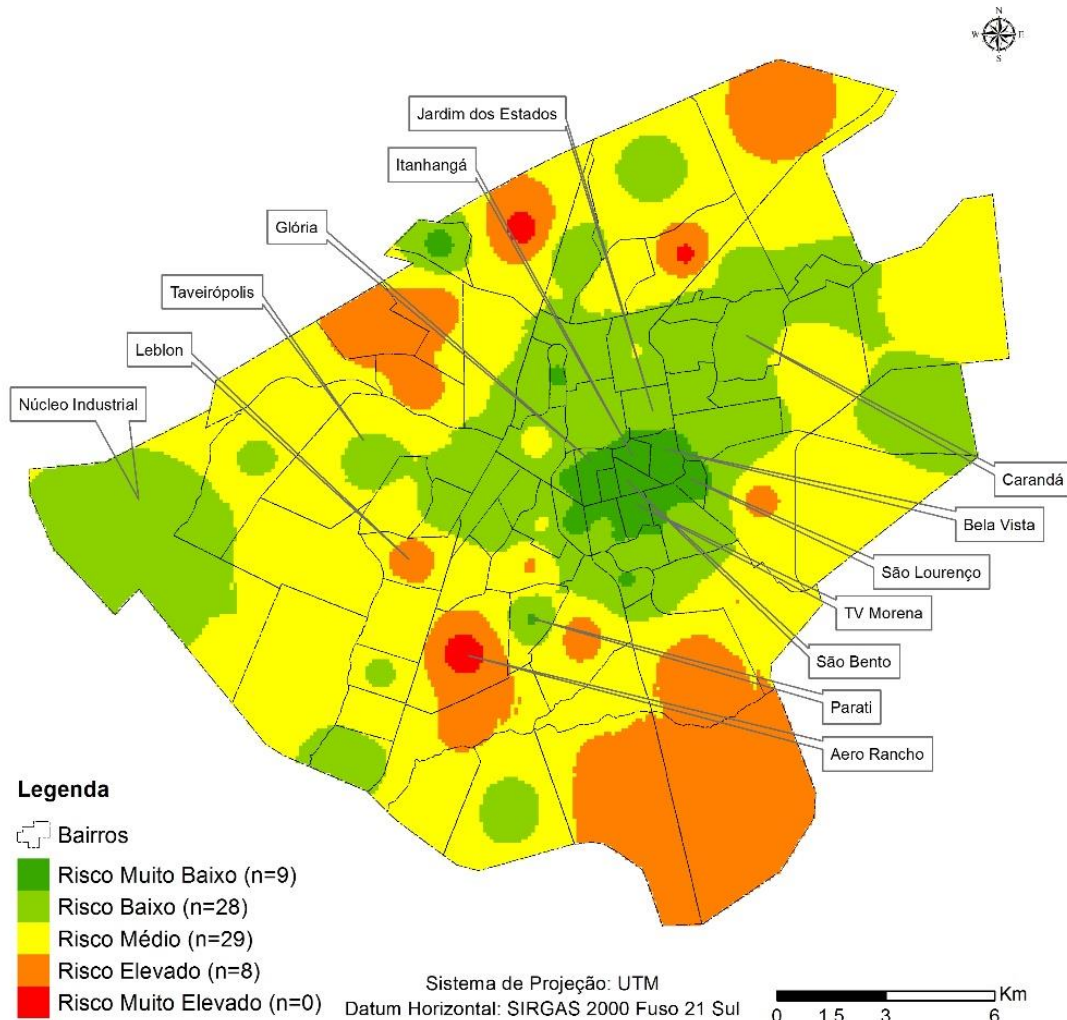 N
W
E
S
Jardim dos Estados
Itanhangá
Glória
Taveirópolis
Leblon
Núcleo Industrial
Carandá
Bela Vista
São Lourenço
TV Morena
São Bento
Parati
Aero Rancho
Legenda
Bairros
Risco Muito Baixo (n=9)
Risco Baixo (n=28)
Risco Médio (n=29)
Risco Elevado (n=8)
Risco Muito Elevado (n=0)
Sistema de Projeção: UTM
Datum Horizontal: SIRGAS 2000 Fuso 21 Sul
Km
0 1,5 3 6